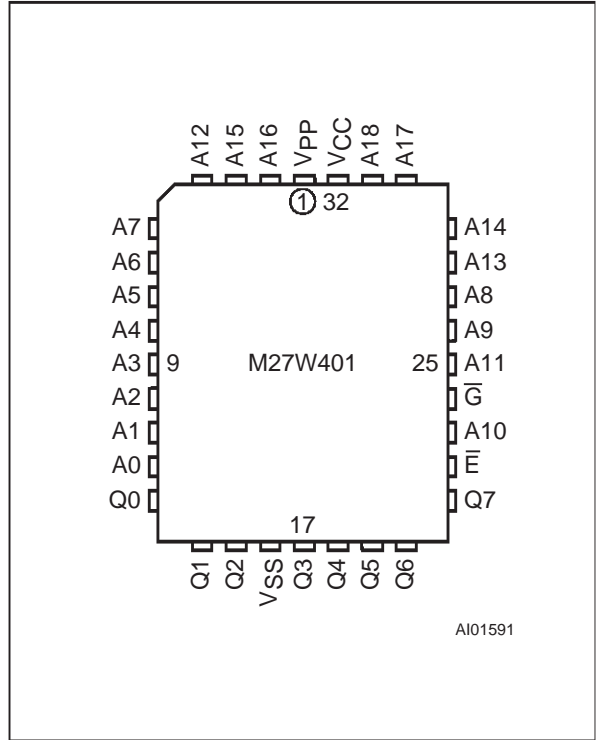 A12 A15 A16 VPP VCC A18 A17
1 32
A7 A14
A6 A13
A5 A8
A4 A9
A3 9 M27W401 25 A11
A2 G̅
A1 A10
A0 E̅
Q0 Q7
17
Q1 Q2 VSS Q3 Q4 Q5 Q6
AI01591